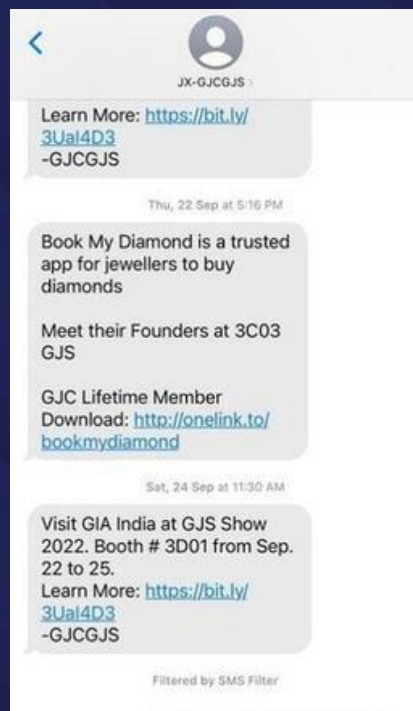 JX-GJCGJS
Learn More: https://bit.ly/
3Ual4D3
-GJCGJS
Thu, 22 Sep at 5:16 PM
Book My Diamond is a trusted
app for jewellers to buy
diamonds
Meet their Founders at 3C03
GJS
GJC Lifetime Member
Download: http://onelink.to/
bookmydiamond
Sat, 24 Sep at 11:30 AM
Visit GIA India at GJS Show
2022. Booth # 3D01 from Sep.
22 to 25.
Learn More: https://bit.ly/
3Ual4D3
-GJCGJS
Filtered by SMS Filter